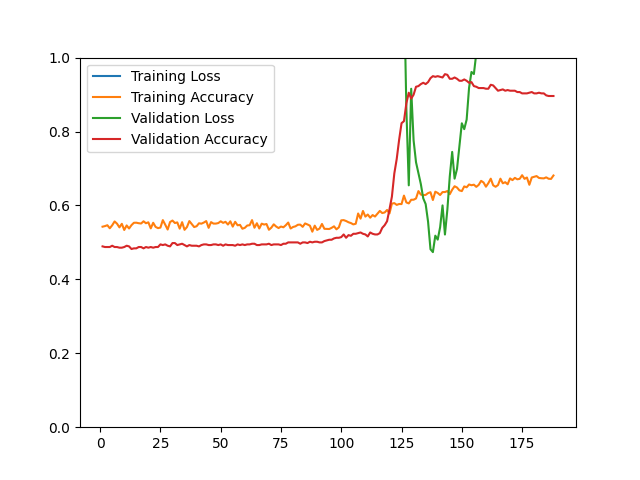 1.0
0.8
0.6
0.4
0.2
0.0
Training Loss
Training Accuracy
Validation Loss
Validation Accuracy
0 25 50 75 100 125 150 175